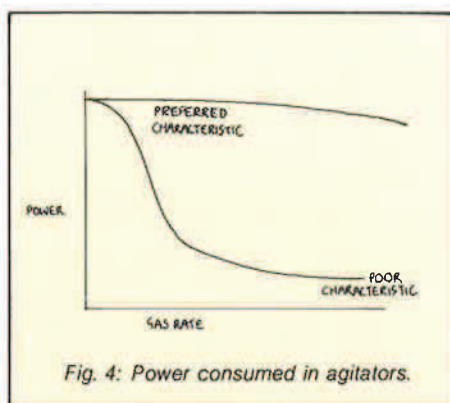 PREFERRED
CHARACTERISTIC
POWER
POOR
CHARACTERISTIC
GAS RATE
Fig. 4: Power consumed in agitators.